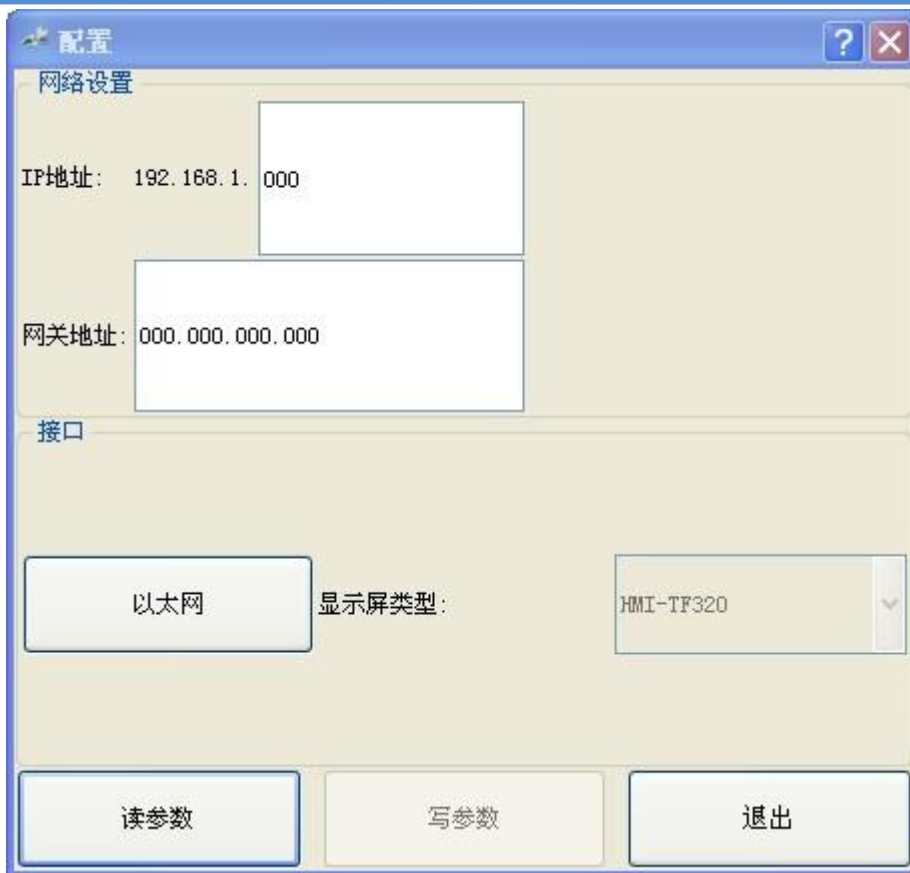 配置
网络设置
IP地址: 192.168.1. 000
网关地址: 000.000.000.000
接口
以太网 显示屏类型: HMI-TF320
读参数 写参数 退出